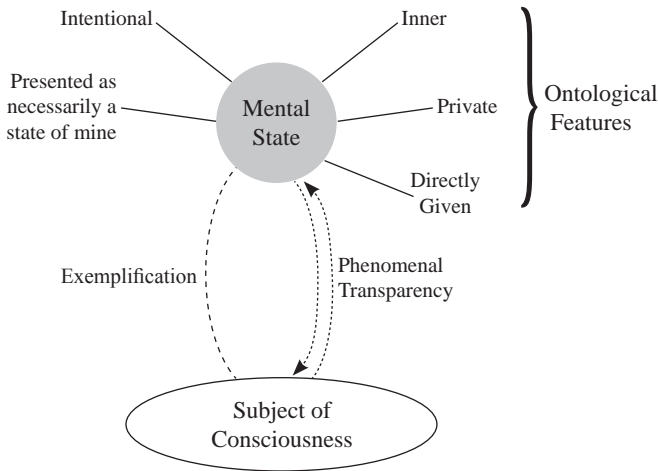 Intentional
Inner
Presented as
necessarily a
state of mine
Mental
State
Private
Directly
Given
Ontological
Features
Exemplification
Phenomenal
Transparency
Subject of
Consciousness